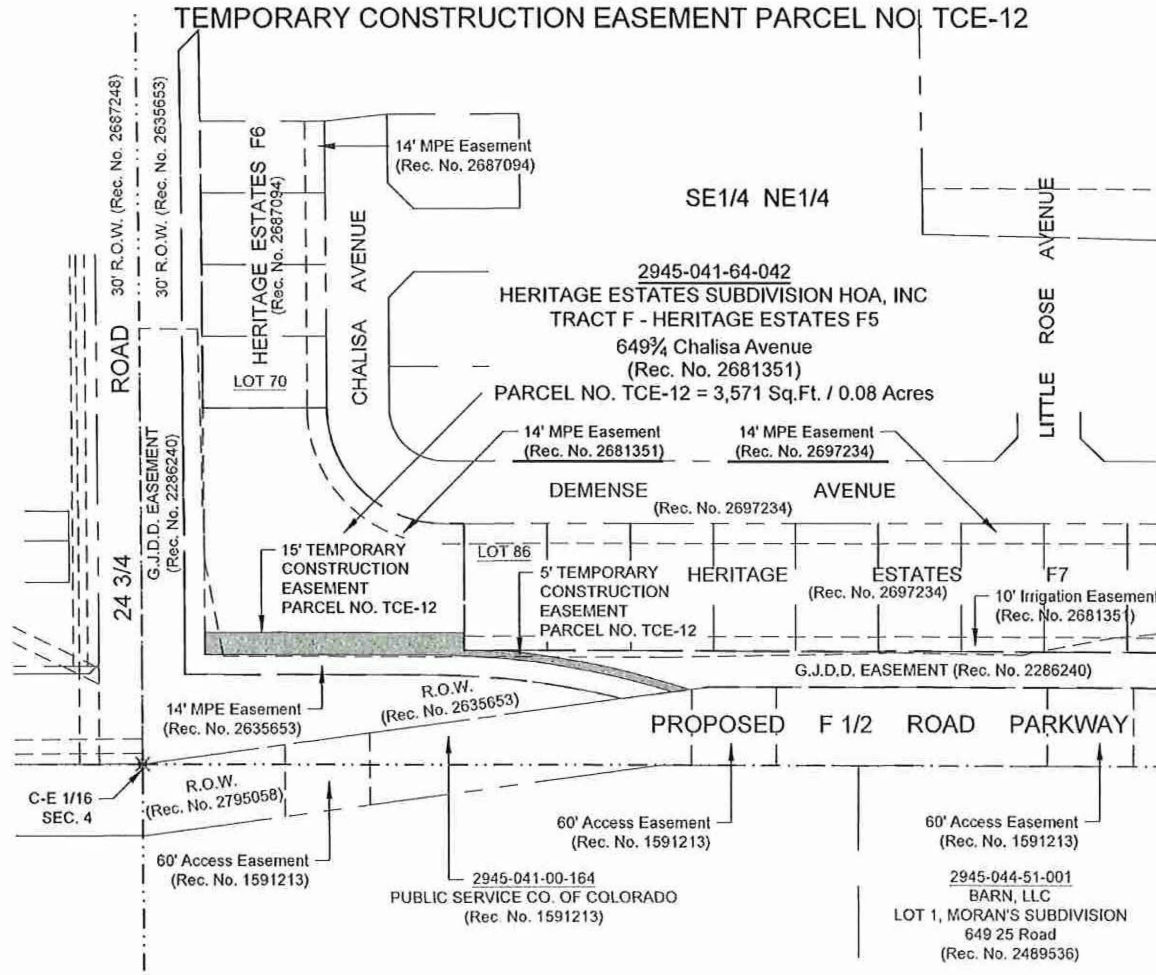 TEMPORARY CONSTRUCTION EASEMENT PARCEL NO. TCE-12
30' R.O.W. (Rec. No. 2687248)
30' R.O.W. (Rec. No. 2635653)
HERITAGE ESTATES F6
(Rec. No. 2687094)
14' MPE Easement
(Rec. No. 2687094)
CHALISA AVENUE
SE1/4 NE1/4
LITTLE ROSE AVENUE
2945-041-64-042
HERITAGE ESTATES SUBDIVISION HOA, INC
TRACT F - HERITAGE ESTATES F5
649¾ Chalisa Avenue
(Rec. No. 2681351)
PARCEL NO. TCE-12 = 3,571 Sq.Ft. / 0.08 Acres
LOT 70
24 3/4 ROAD
G.J.D.D. EASEMENT
(Rec. No. 2286240)
14' MPE Easement
(Rec. No. 2681351)
14' MPE Easement
(Rec. No. 2697234)
DEMENSE AVENUE
(Rec. No. 2697234)
15' TEMPORARY
CONSTRUCTION
EASEMENT
PARCEL NO. TCE-12
LOT 86
5' TEMPORARY
CONSTRUCTION
EASEMENT
PARCEL NO. TCE-12
HERITAGE ESTATES F7
(Rec. No. 2697234)
10' Irrigation Easement
(Rec. No. 2681351)
G.J.D.D. EASEMENT (Rec. No. 2286240)
14' MPE Easement
(Rec. No. 2635653)
R.O.W.
(Rec. No. 2635653)
PROPOSED F 1/2 ROAD PARKWAY
C-E 1/16
SEC. 4
R.O.W.
(Rec. No. 2795058)
60' Access Easement
(Rec. No. 1591213)
60' Access Easement
(Rec. No. 1591213)
60' Access Easement
(Rec. No. 1591213)
2945-041-00-164
PUBLIC SERVICE CO. OF COLORADO
(Rec. No. 1591213)
2945-044-51-001
BARN, LLC
LOT 1, MORAN'S SUBDIVISION
649 25 Road
(Rec. No. 2489536)